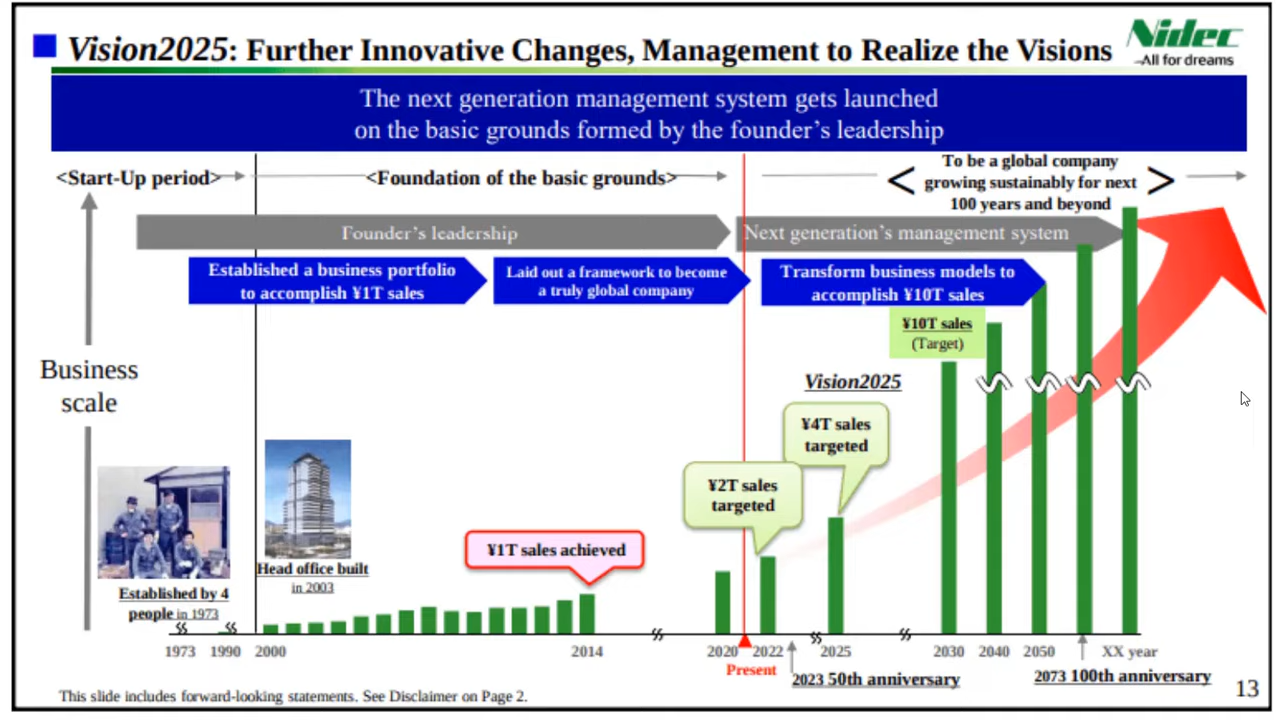 Vision2025: Further Innovative Changes, Management to Realize the Visions
Nidec
-All for dreams
The next generation management system gets launched
on the basic grounds formed by the founder's leadership
<Start-Up period>
<Foundation of the basic grounds>
< To be a global company
growing sustainably for next
100 years and beyond >
Founder's leadership
Next generation's management system
Established a business portfolio
to accomplish ¥1T sales
Laid out a framework to become
a truly global company
Transform business models to
accomplish ¥10T sales
¥10T sales
(Target)
Business
scale
Vision2025
¥4T sales
targeted
¥2T sales
targeted
¥1T sales achieved
Head office built
in 2003
Established by 4
people in 1973
1973 1990 2000 2014 2020 2022 2025 2030 2040 2050 XX year
Present
2023 50th anniversary
2073 100th anniversary
This slide includes forward-looking statements. See Disclaimer on Page 2.
13